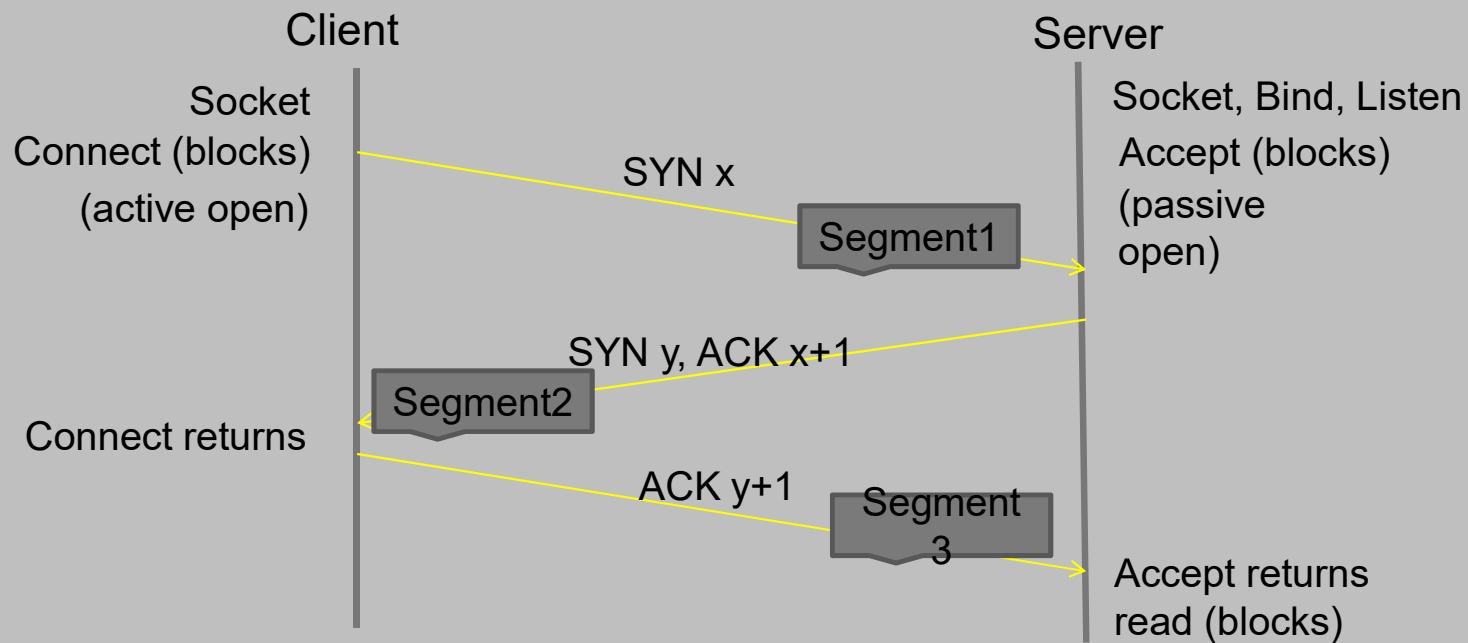 Client
Server
Socket
Socket, Bind, Listen
Connect (blocks)
Accept (blocks)
SYN x
(active open)
(passive
open)
Segment1
SYN y, ACK x+1
Segment2
Connect returns
ACK y+1
Segment
3
Accept returns
read (blocks)